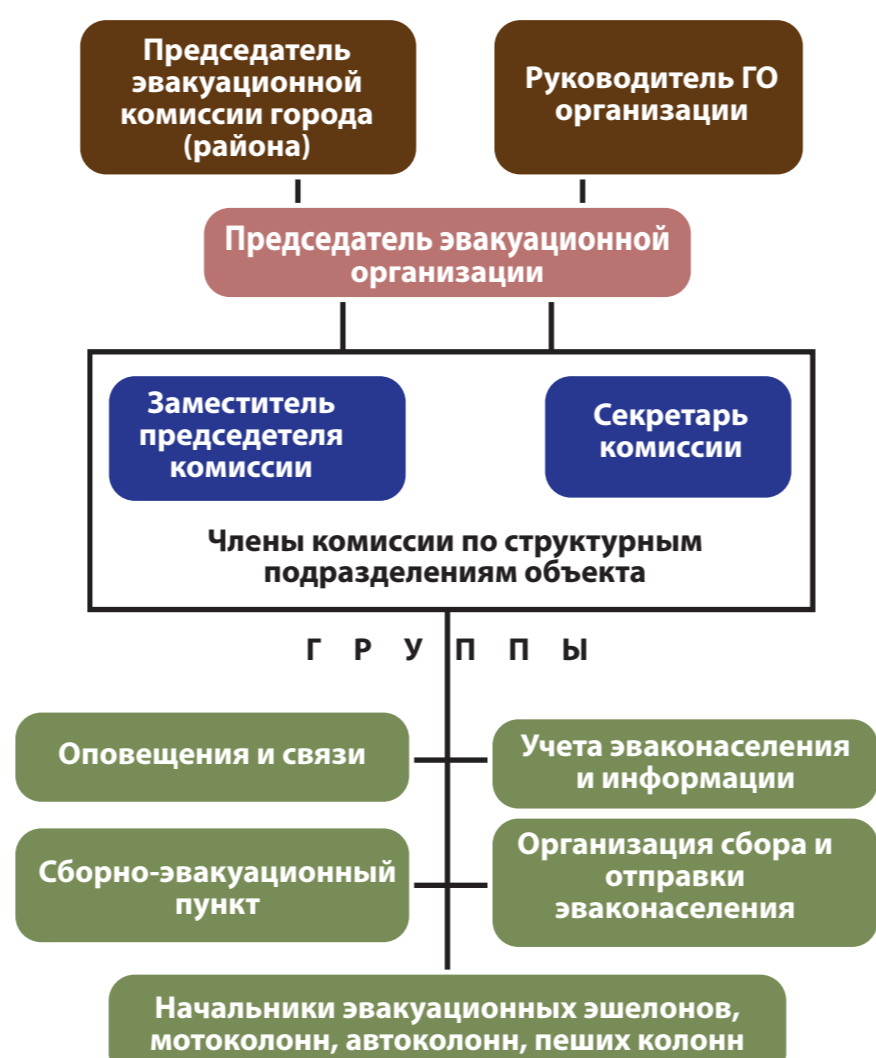 Председатель
эвакуационной
комиссии города
(района)
Руководитель ГО
организации
Председатель эвакуационной
организации
Заместитель
председетеля
комиссии
Секретарь
комиссии
Члены комиссии по структурным
подразделениям объекта
Г Р У П П Ы
Оповещения и связи
Учета эваконаселения
и информации
Сборно-эвакуационный
пункт
Организация сбора и
отправки
эваконаселения
Начальники эвакуационных эшелонов,
мотоколонн, автоколонн, пеших колонн